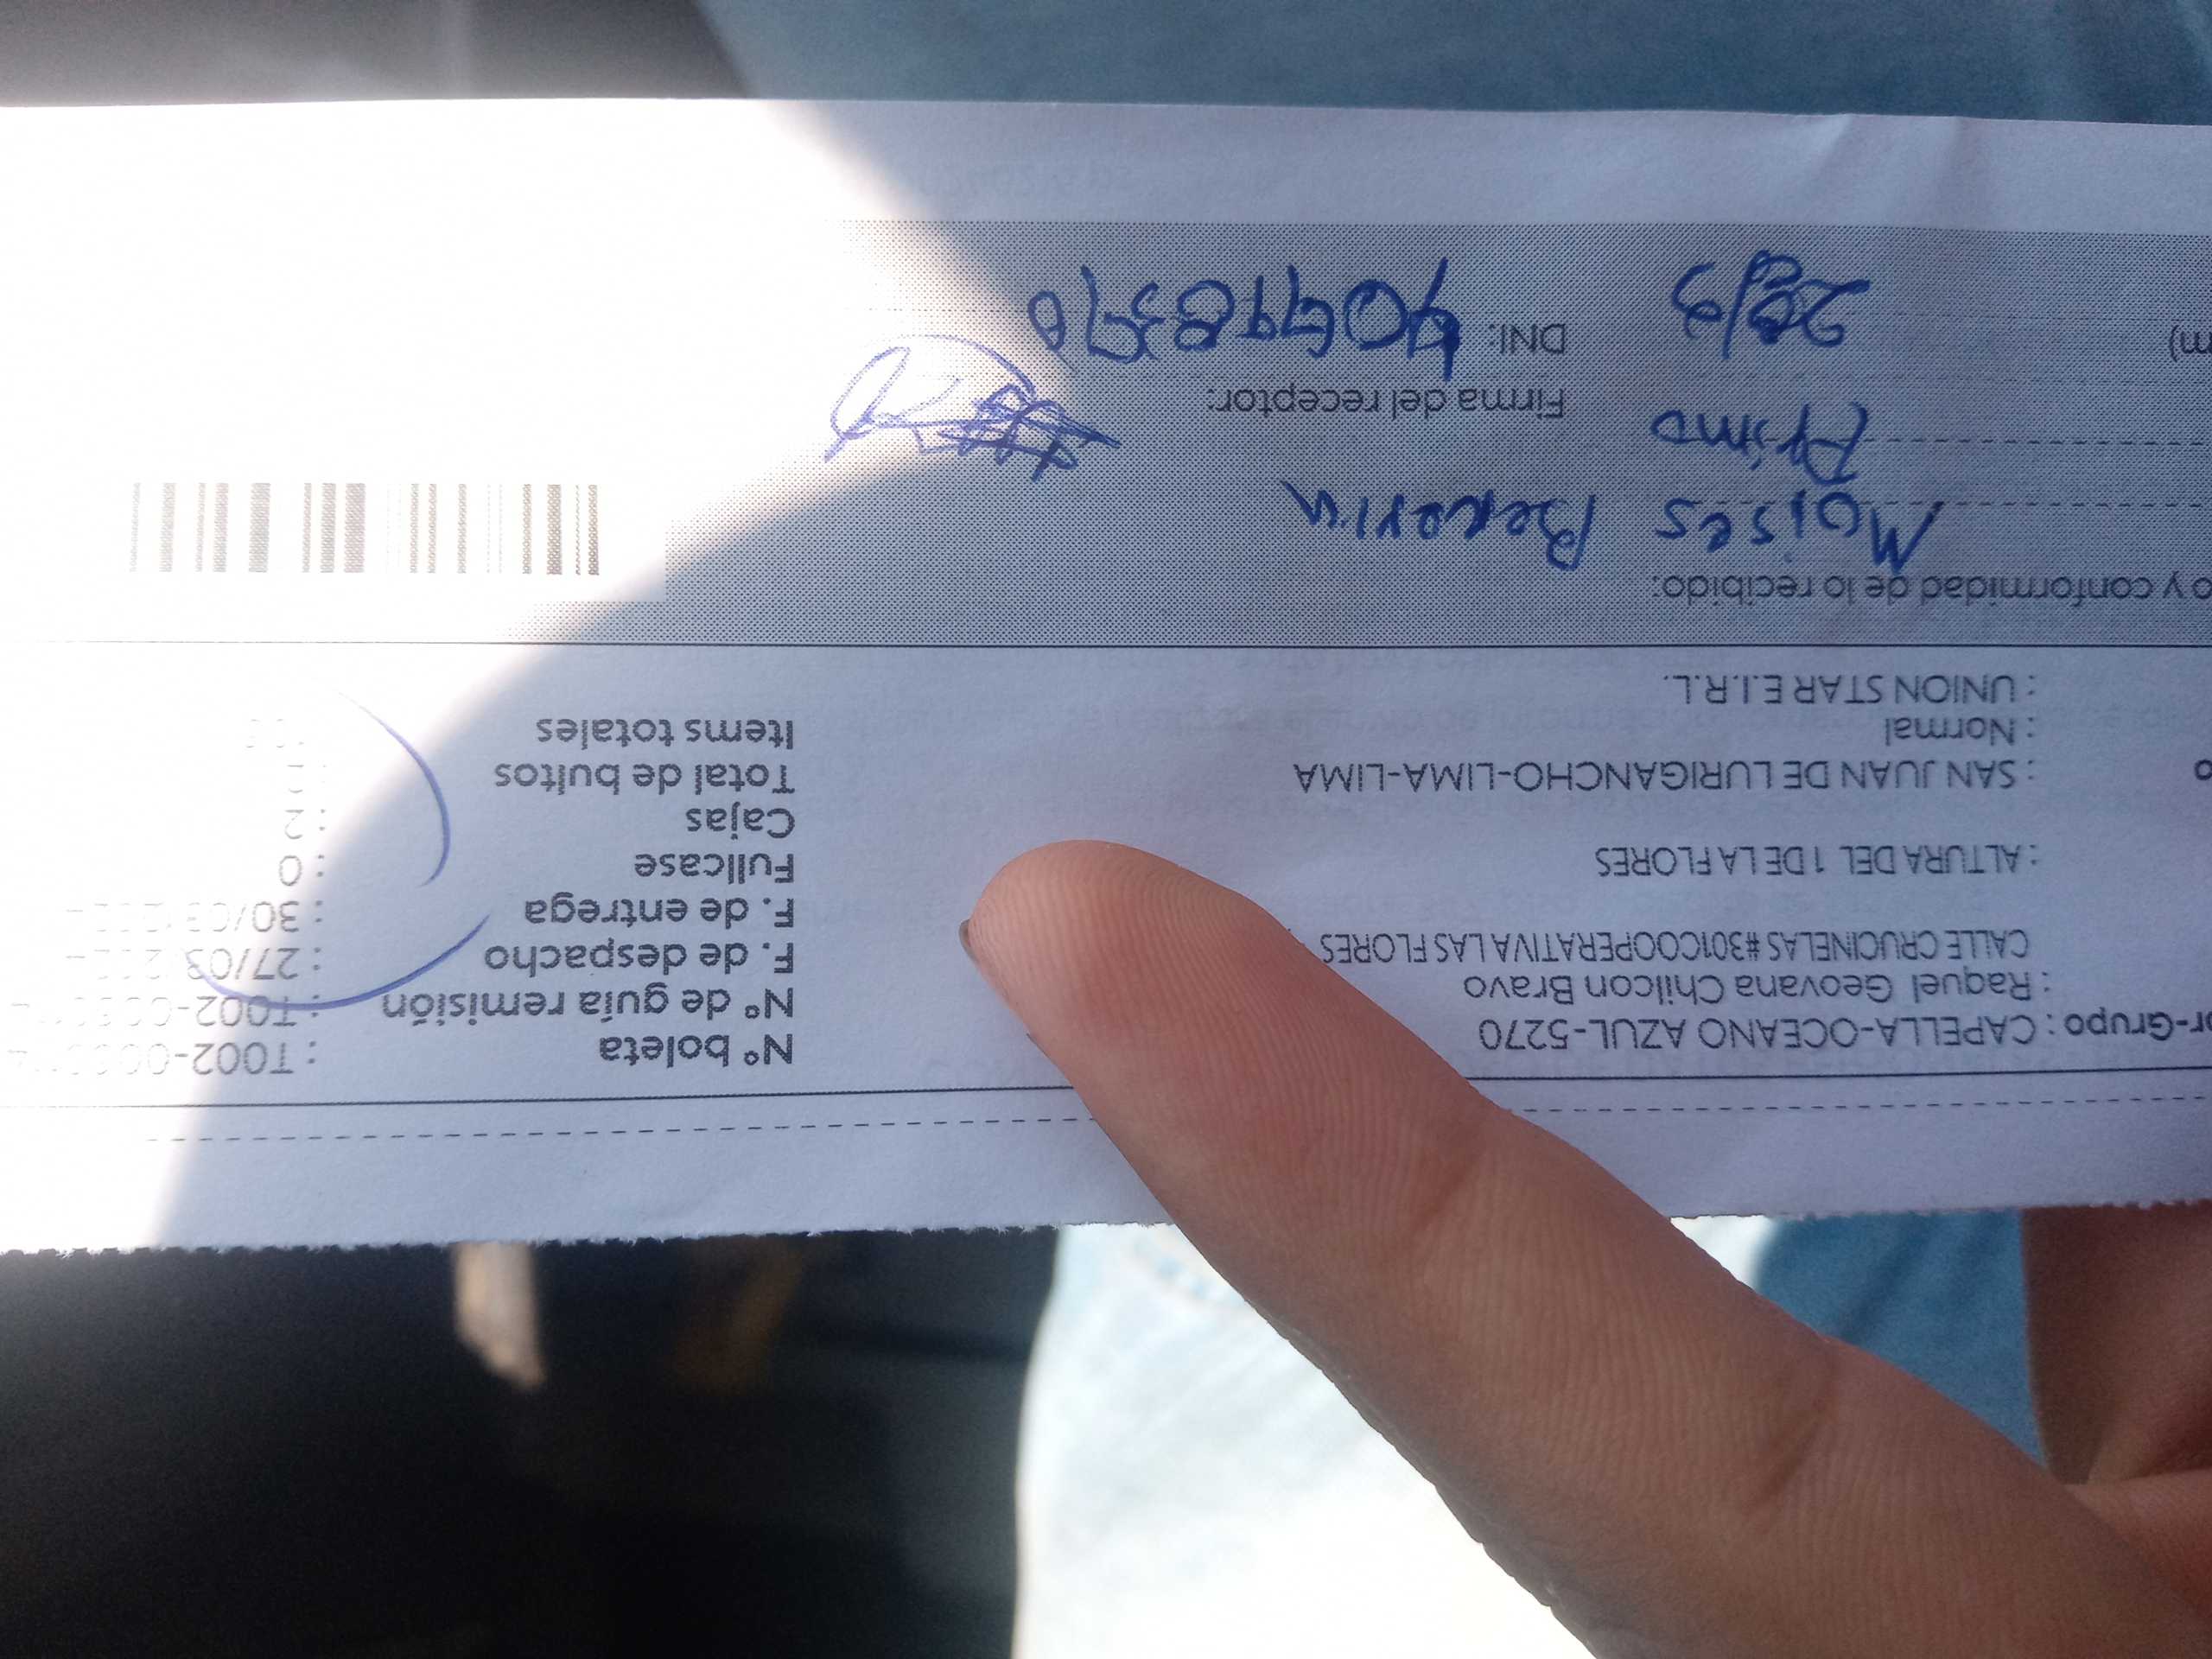 r-Grupo : CAPELLA-OCEANO AZUL-5270
: Raquel Geovana Chilcon Bravo
CALLE CRUCINELAS #301COOPERATIVA LAS FLORES ,
: ALTURA DEL 1 DE LA FLORES
: SAN JUAN DE LURIGANCHO-LIMA-LIMA
: Normal
: UNION STAR E.I.R.L.
N° boleta : T002-
N° de guía remisión : T002-
F. de despacho : 27/03
F. de entrega : 30/03
Fullcase : 0
Cajas : 2
Total de bultos
Items totales
o y conformidad de lo recibido:
Moises
Primo
Firma del receptor:
28/3
DNI:
m)